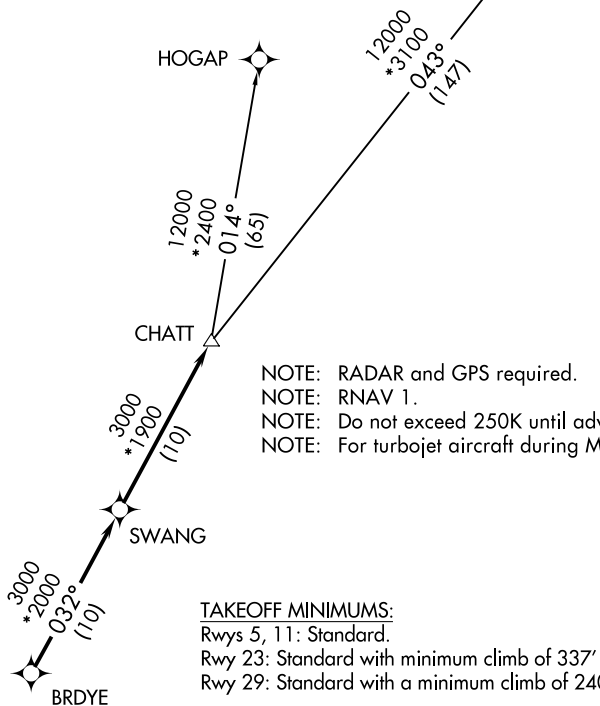 12000
*3100
043°
(147)
HOGAP
12000
*2400
014°
(65)
CHATT
NOTE: RADAR and GPS required.
NOTE: RNAV 1.
NOTE: Do not exceed 250K until
NOTE: For turbojet aircraft during
3000
*1900
(10)
SWANG
3000
*2000
032°
(10)
TAKEOFF MINIMUMS:
Rwys 5, 11: Standard.
Rwy 23: Standard with minimum climb of 337'
Rwy 29: Standard with a minimum climb of
BRDYE